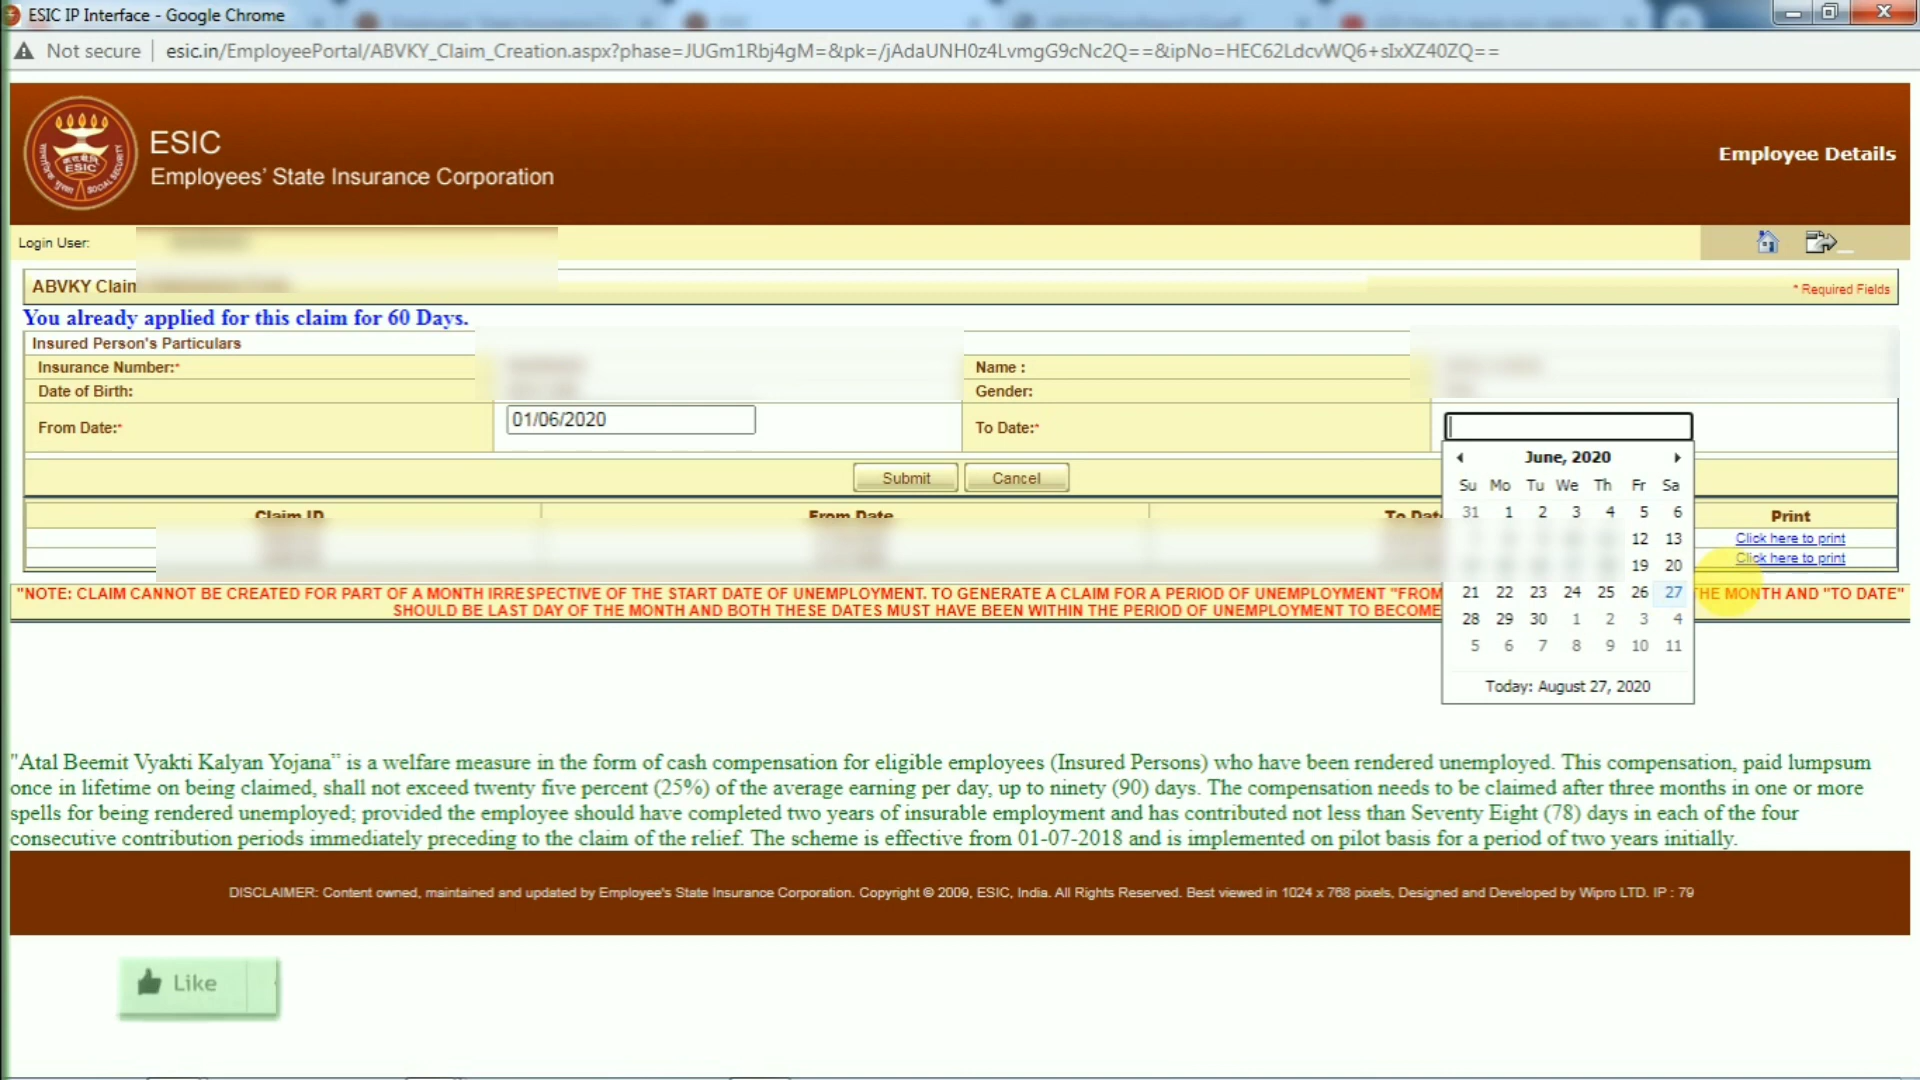 ESIC IP Interface - Google Chrome
Not secure esic.in/EmployeePortal/ABVKY_Claim_Creation.aspx?phase=JUGm1Rbj4gM=&pk=/jAdaUNH0z4LvmgG9cNc2Q==&ipNo=HEC62LdcvWQ6+sIxXZ40ZQ==
ESIC
Employees' State Insurance Corporation
Employee Details
Login User:
ABVKY Claim
* Required Fields
You already applied for this claim for 60 Days.
Insured Person's Particulars
Insurance Number:* Name :
Date of Birth: Gender:
From Date:* 01/06/2020 To Date:*
Submit Cancel
June, 2020
Su Mo Tu We Th Fr Sa
31 1 2 3 4 5 6
12 13
19 20
21 22 23 24 25 26 27
28 29 30 1 2 3 4
5 6 7 8 9 10 11
Today: August 27, 2020
Claim ID From Date To Date Print
Click here to print
Click here to print
"NOTE: CLAIM CANNOT BE CREATED FOR PART OF A MONTH IRRESPECTIVE OF THE START DATE OF UNEMPLOYMENT. TO GENERATE A CLAIM FOR A PERIOD OF UNEMPLOYMENT "FROM THE MONTH AND "TO DATE"
SHOULD BE LAST DAY OF THE MONTH AND BOTH THESE DATES MUST HAVE BEEN WITHIN THE PERIOD OF UNEMPLOYMENT TO BECOME
"Atal Beemit Vyakti Kalyan Yojana" is a welfare measure in the form of cash compensation for eligible employees (Insured Persons) who have been rendered unemployed. This compensation, paid lumpsum
once in lifetime on being claimed, shall not exceed twenty five percent (25%) of the average earning per day, up to ninety (90) days. The compensation needs to be claimed after three months in one or more
spells for being rendered unemployed; provided the employee should have completed two years of insurable employment and has contributed not less than Seventy Eight (78) days in each of the four
consecutive contribution periods immediately preceding to the claim of the relief. The scheme is effective from 01-07-2018 and is implemented on pilot basis for a period of two years initially.
DISCLAIMER: Content owned, maintained and updated by Employee's State Insurance Corporation. Copyright © 2009, ESIC, India. All Rights Reserved. Best viewed in 1024 x 768 pixels, Designed and Developed by Wipro LTD. IP : 79
Like